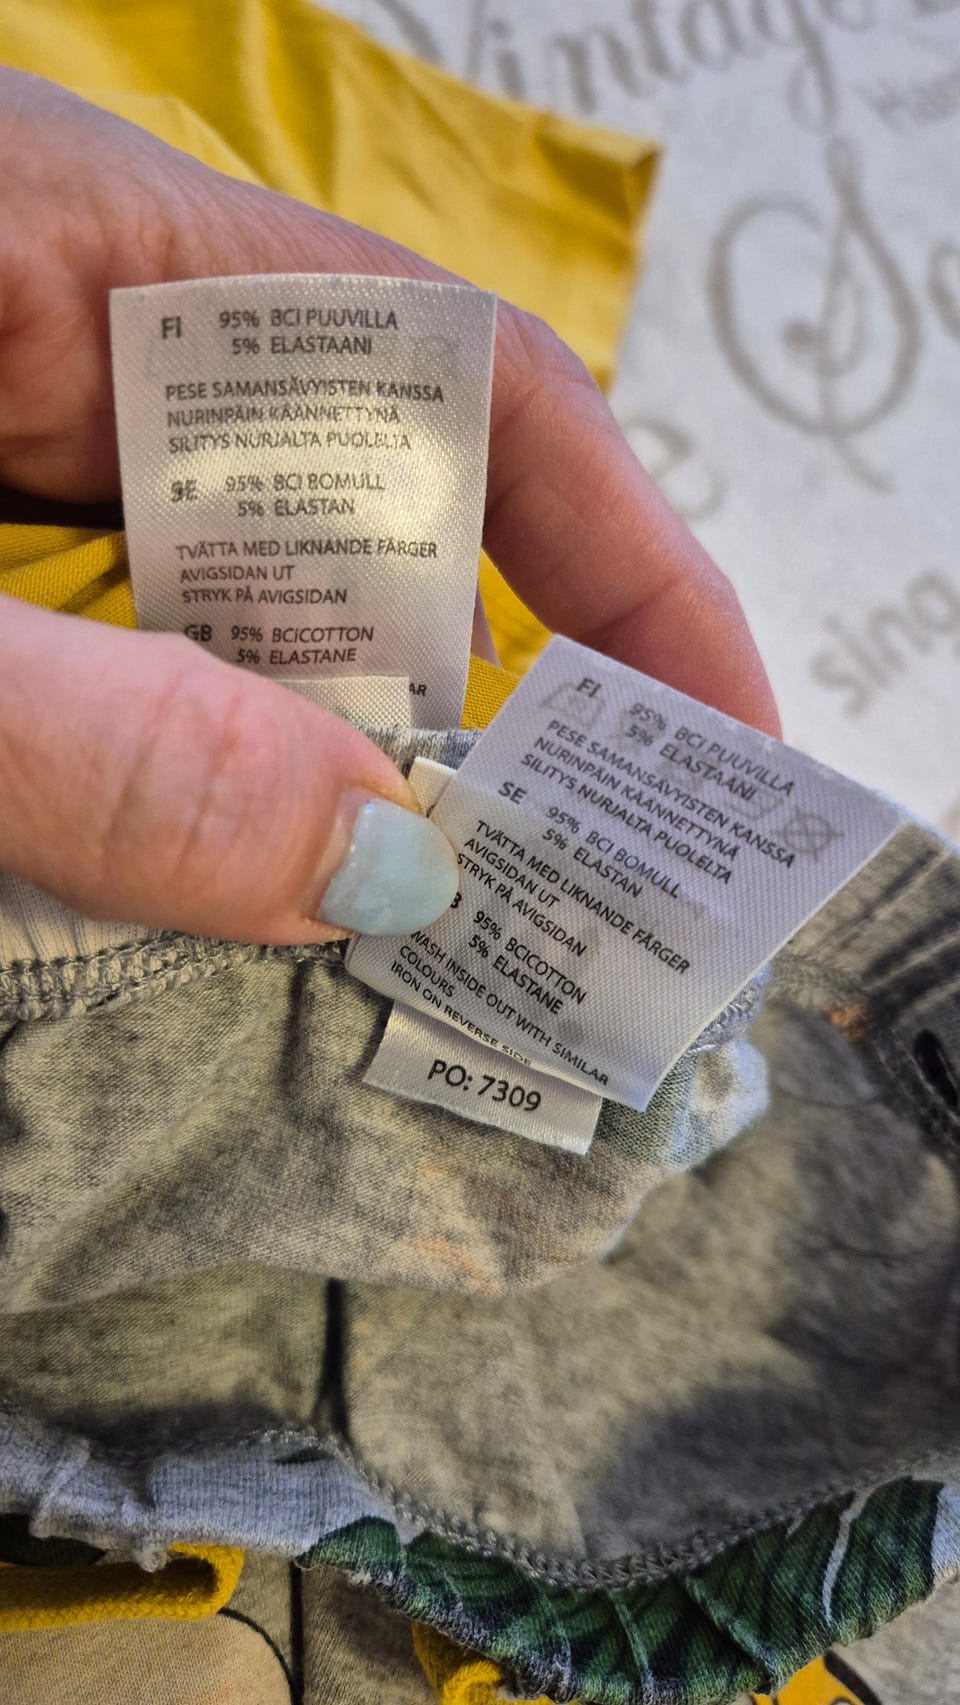 Vintage
sing
FI 95% BCI PUUVILLA
5% ELASTAANI
PESE SAMANSÄVYISTEN KANSSA
NURINPÄIN KÄÄNNETTYNÄ
SILITYS NURJALTA PUOLELTA
SE 95% BCI BOMULL
5% ELASTAN
TVÄTTA MED LIKNANDE FÄRGER
AVIGSIDAN UT
STRYK PÅ AVIGSIDAN
GB 95% BCICOTTON
5% ELASTANE
AR
FI 95% BCI PUUVILLA
5% ELASTAANI
PESE SAMANSÄVYISTEN KANSSA
NURINPÄIN KÄÄNNETTYNÄ
SILITYS NURJALTA PUOLELTA
SE 95% BCI BOMULL
5% ELASTAN
TVÄTTA MED LIKNANDE FÄRGER
AVIGSIDAN UT
STRYK PÅ AVIGSIDAN
B 95% BCICOTTON
5% ELASTANE
WASH INSIDE OUT WITH SIMILAR
COLOURS
IRON ON REVERSE SIDE
PO: 7309